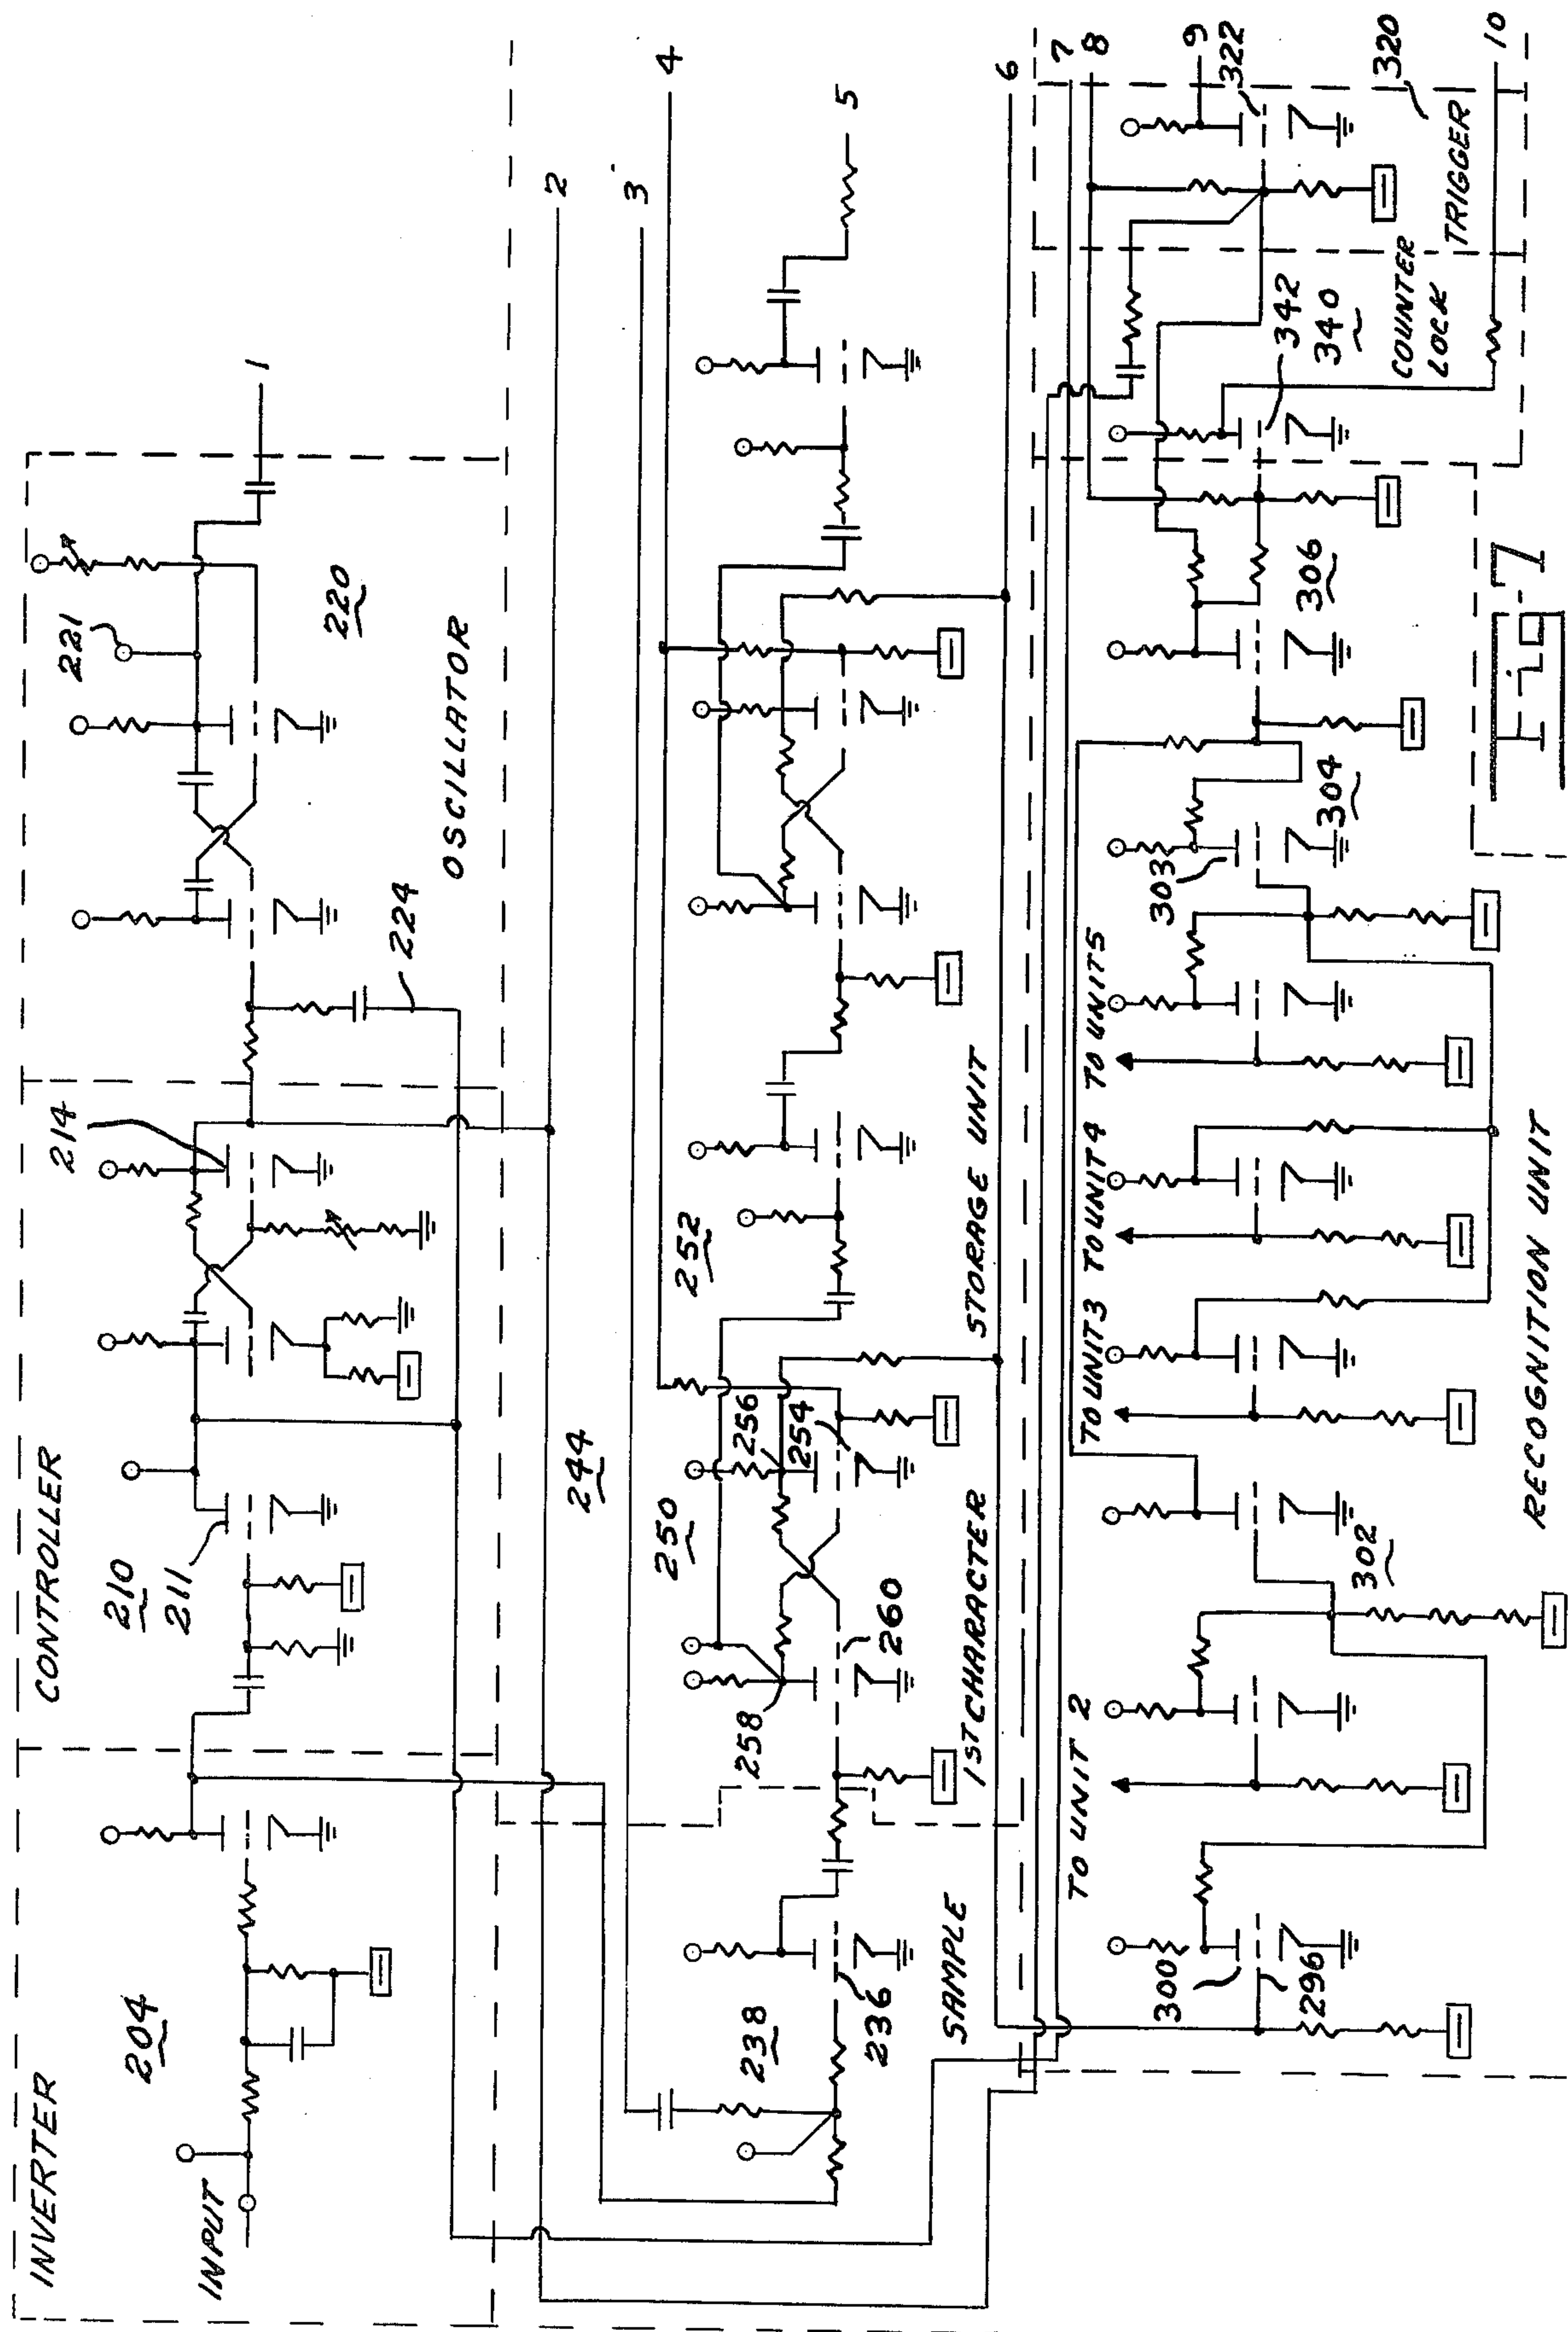 INVERTER
INPUT
204
CONTROLLER
210
211
214
OSCILLATOR
220
221
224
1
2
3
4
5
6
7
8
9
10
244
SAMPLE
238
236
1ST CHARACTER
250
258
260
256
254
STORAGE UNIT
252
RECOGNITION UNIT
300
296
TO UNIT 2
302
TO UNIT 3
TO UNIT 4
TO UNIT 5
303
304
306
COUNTER
LOCK
342
340
TRIGGER
322
320
Fig-7